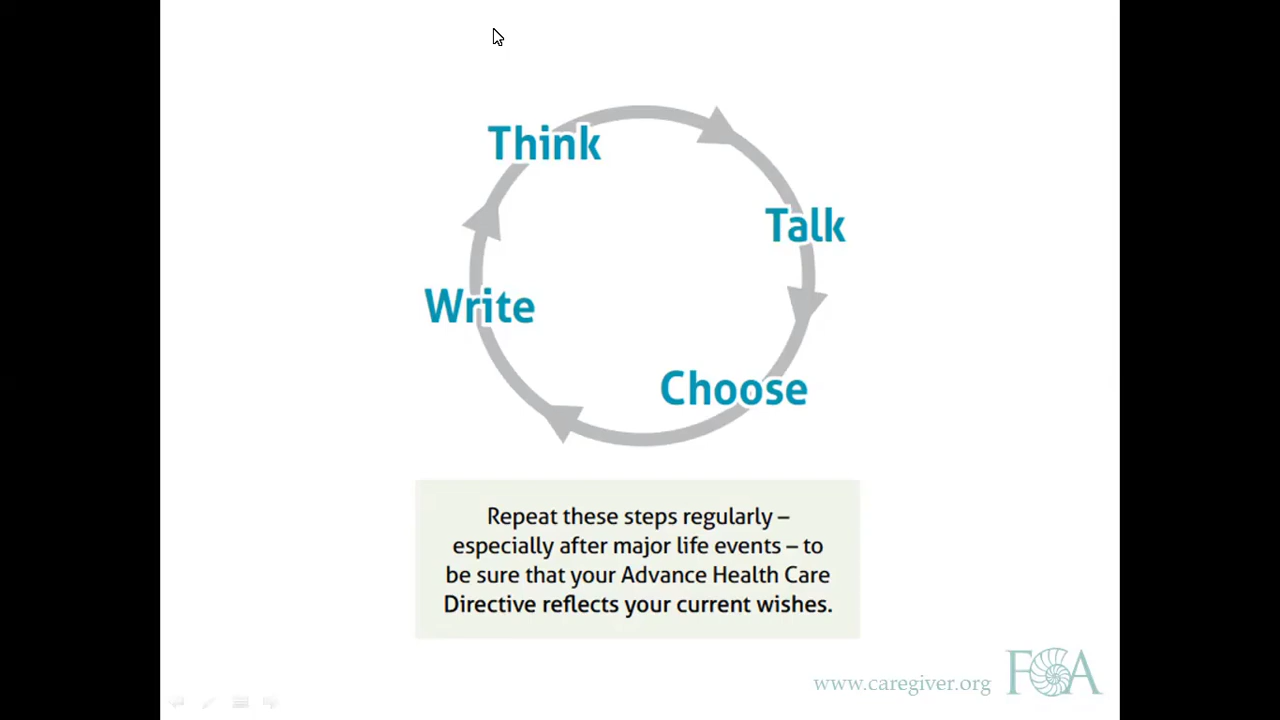 Think
Talk
Write
Choose
Repeat these steps regularly –
especially after major life events – to
be sure that your Advance Health Care
Directive reflects your current wishes.
www.caregiver.org FCA